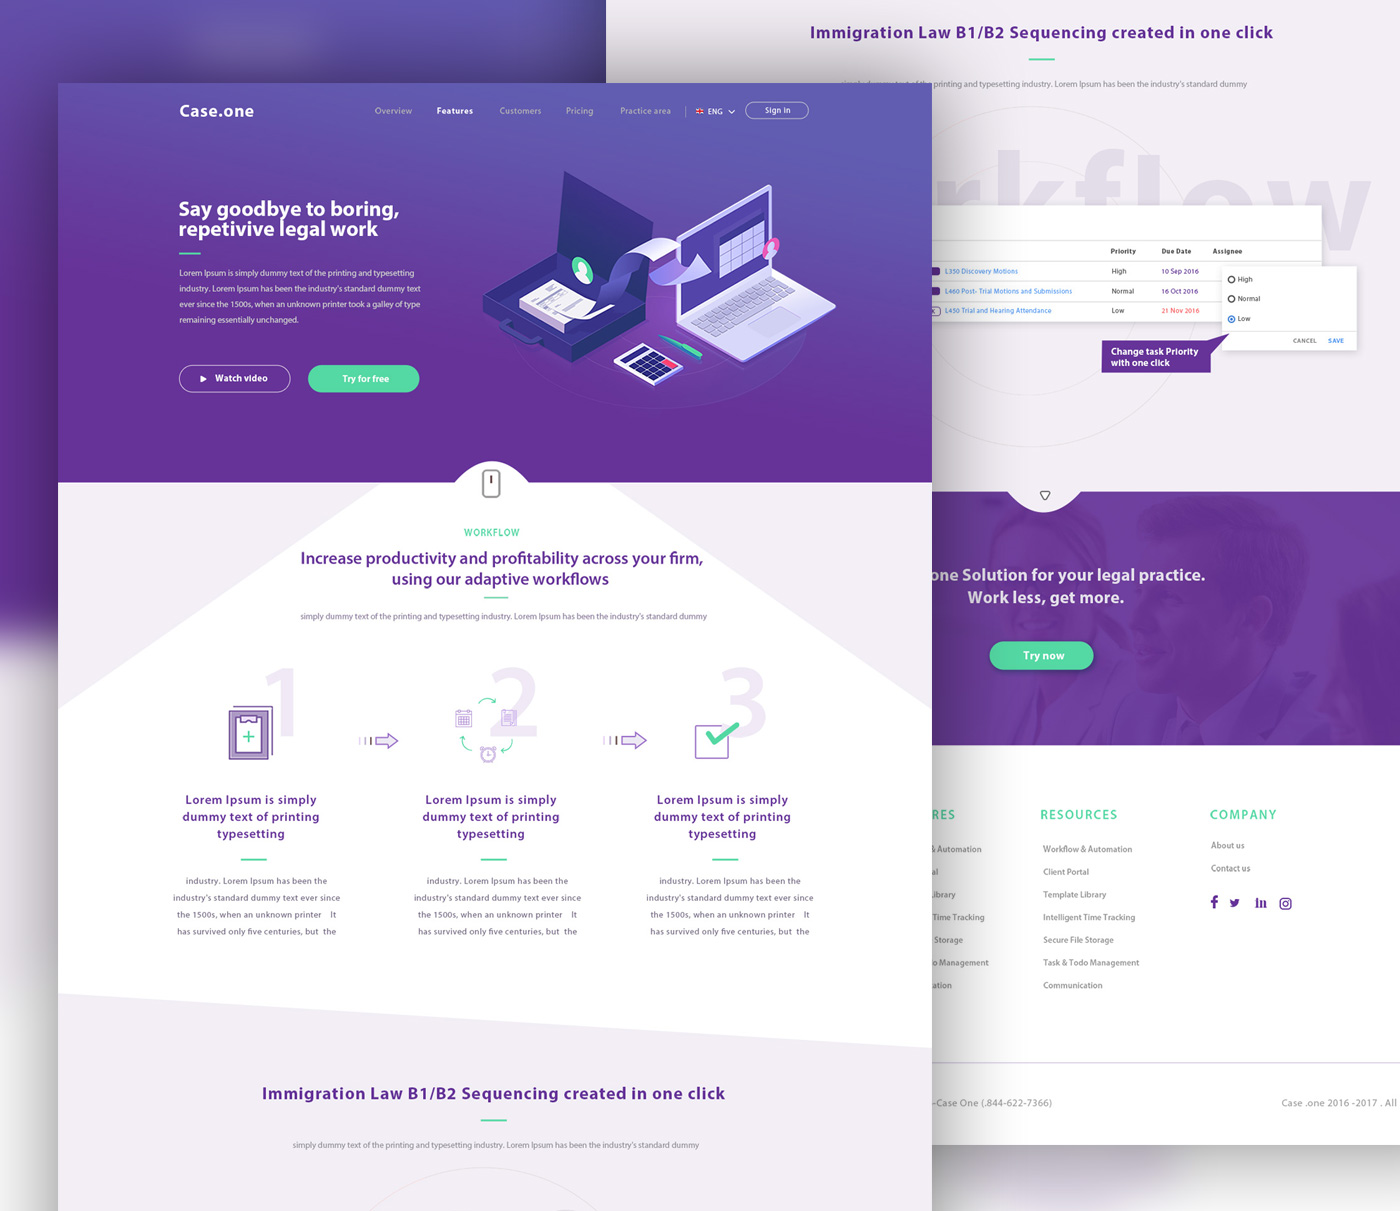 Case.one
Overview
Features
Customers
Pricing
Practice area
ENG
Sign in
Say goodbye to boring,
repetivive legal work
Lorem Ipsum is simply dummy text of the printing and typesetting
industry. Lorem Ipsum has been the industry's standard dummy text
ever since the 1500s, when an unknown printer took a galley of type
remaining essentially unchanged.
Watch video
Try for free
WORKFLOW
Increase productivity and profitability across your firm,
using our adaptive workflows
simply dummy text of the printing and typesetting industry. Lorem Ipsum has been the industry's standard dummy
1
2
3
Lorem Ipsum is simply
dummy text of printing
typesetting
industry. Lorem Ipsum has been the
industry's standard dummy text ever since
the 1500s, when an unknown printer It
has survived only five centuries, but the
Lorem Ipsum is simply
dummy text of printing
typesetting
industry. Lorem Ipsum has been the
industry's standard dummy text ever since
the 1500s, when an unknown printer It
has survived only five centuries, but the
Lorem Ipsum is simply
dummy text of printing
typesetting
industry. Lorem Ipsum has been the
industry's standard dummy text ever since
the 1500s, when an unknown printer It
has survived only five centuries, but the
Immigration Law B1/B2 Sequencing created in one click
simply dummy text of the printing and typesetting industry. Lorem Ipsum has been the industry's standard dummy
Immigration Law B1/B2 Sequencing created in one click
printing and typesetting industry. Lorem Ipsum has been the industry's standard dummy
rkflow
Priority Due Date Assignee
L350 Discovery Motions High 10 Sep 2016
L460 Post- Trial Motions and Submissions Normal 16 Oct 2016
L450 Trial and Hearing Attendance Low 21 Nov 2016
High
Normal
Low
CANCEL SAVE
Change task Priority
with one click
one Solution for your legal practice.
Work less, get more.
Try now
RES
& Automation
al
ibrary
Time Tracking
Storage
o Management
ation
RESOURCES
Workflow & Automation
Client Portal
Template Library
Intelligent Time Tracking
Secure File Storage
Task & Todo Management
Communication
COMPANY
About us
Contact us
–Case One (.844-622-7366)
Case .one 2016 -2017 . All